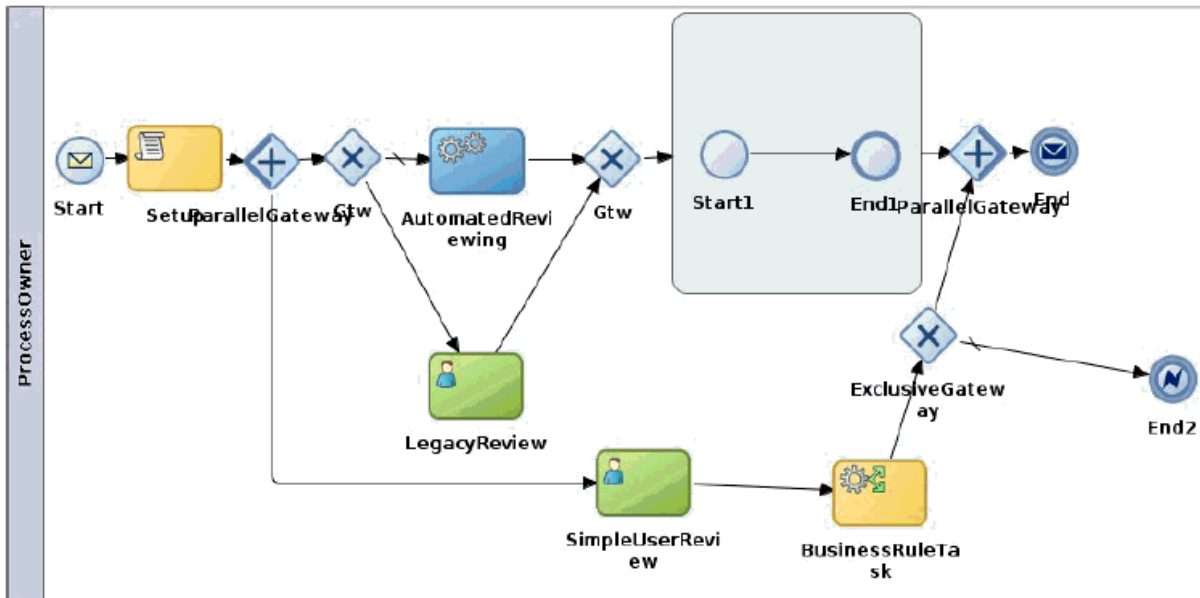 ProcessOwner
Start
Setup
ParallelGateway
Gtw
AutomatedRevi
ewing
Gtw
Start1
End1
ParallelGateway
End
LegacyReview
ExclusiveGatew
ay
End2
SimpleUserRevi
ew
BusinessRuleTa
sk